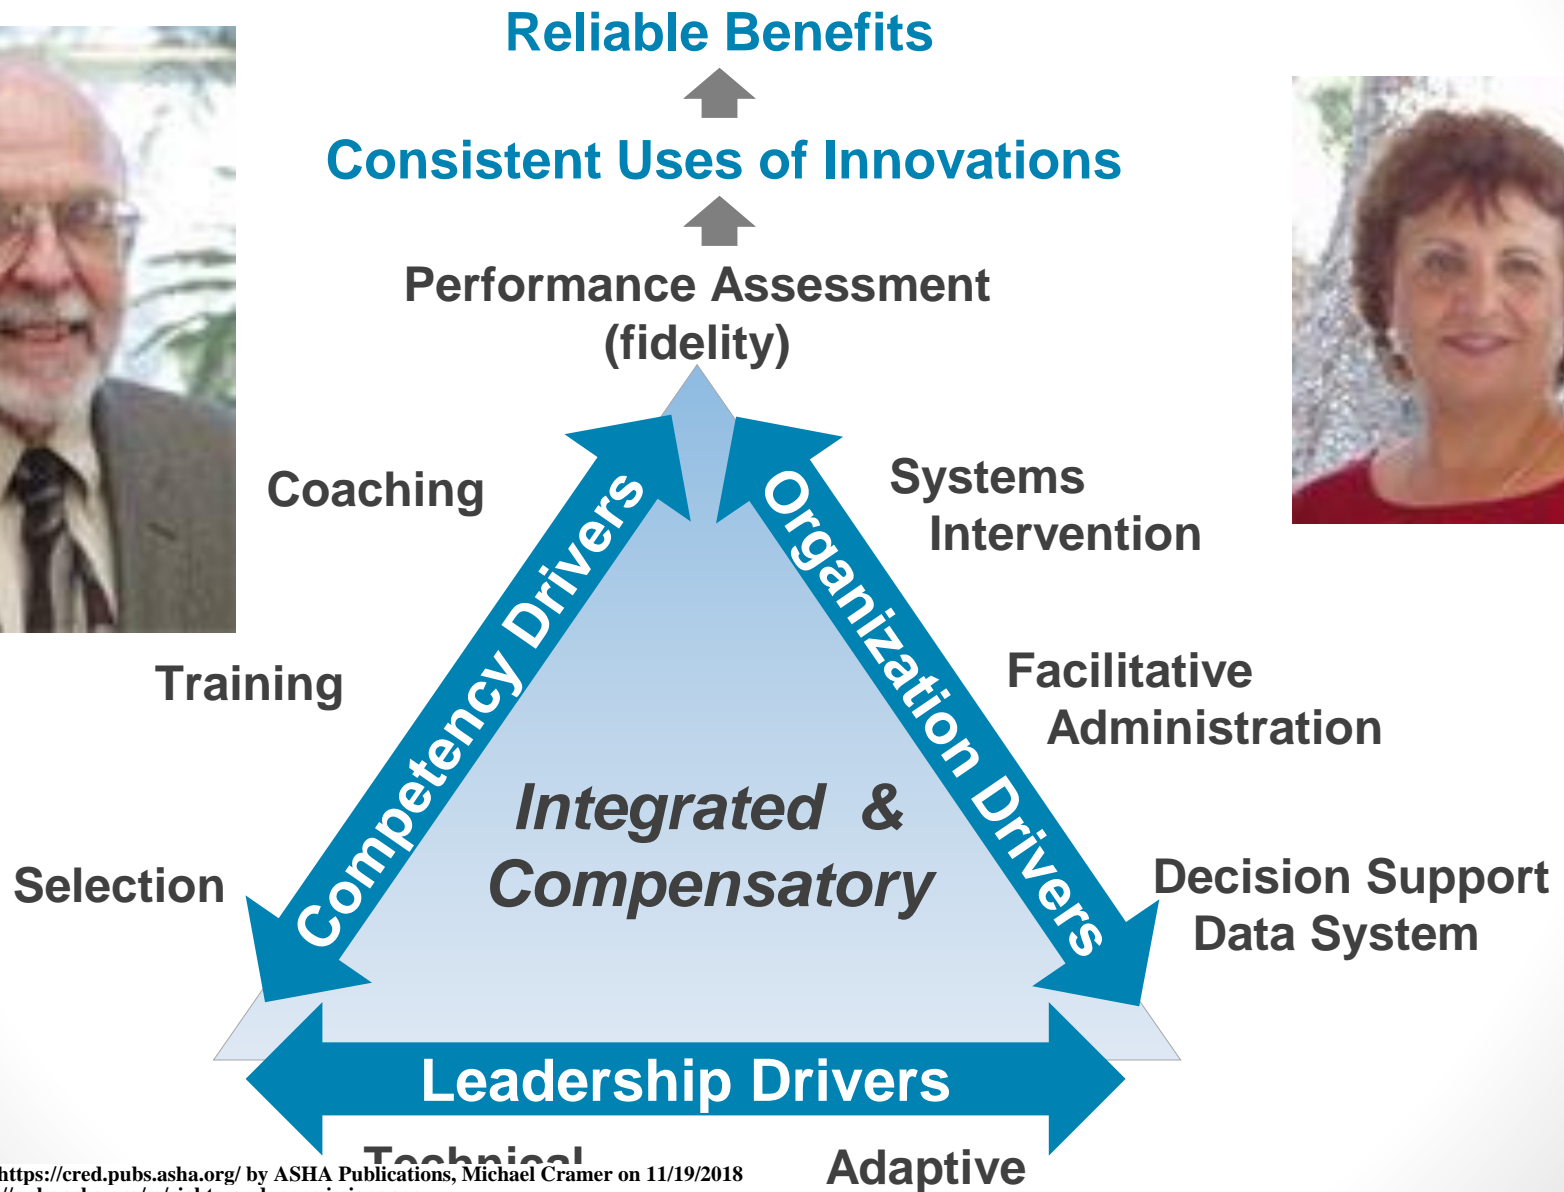 Reliable Benefits
Consistent Uses of Innovations
Performance Assessment
(fidelity)
Coaching
Training
Selection
Competency Drivers
Organization Drivers
Systems
Intervention
Facilitative
Administration
Decision Support
Data System
Integrated &
Compensatory
Leadership Drivers
Technical
Adaptive
https://cred.pubs.asha.org/ by ASHA Publications, Michael Cramer on 11/19/2018